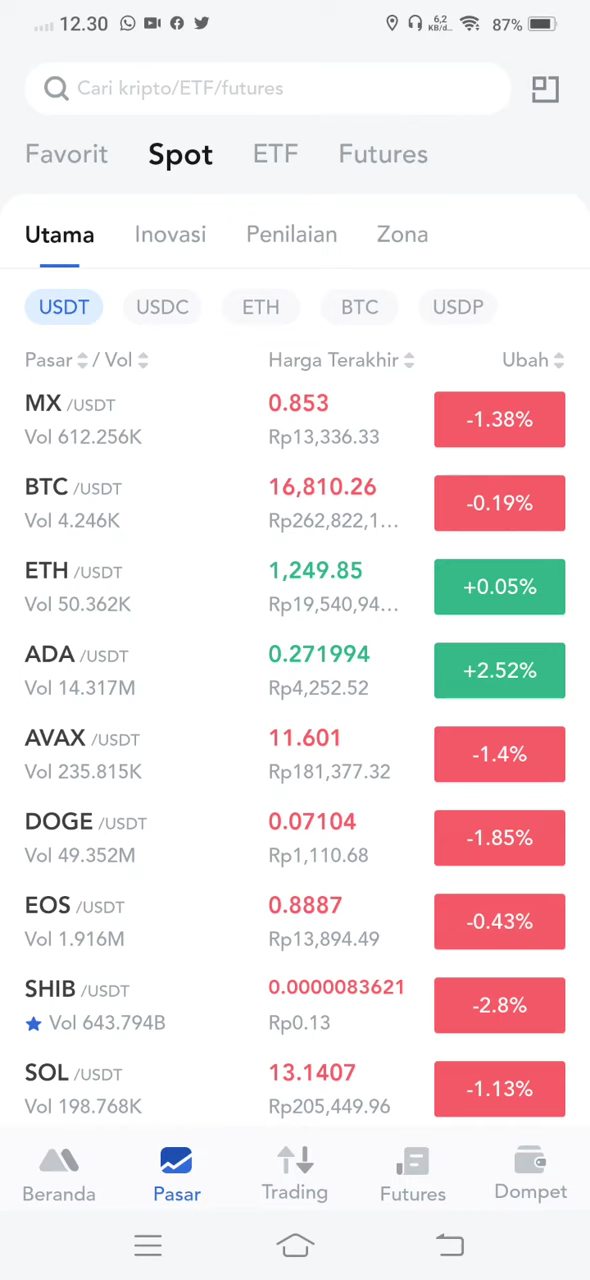 12.30 6,2 KB/d... 87%
Cari kripto/ETF/futures
Favorit Spot ETF Futures
Utama Inovasi Penilaian Zona
USDT USDC ETH BTC USDP
Pasar / Vol Harga Terakhir Ubah
MX /USDT 0.853 -1.38%
Vol 612.256K Rp13,336.33
BTC /USDT 16,810.26 -0.19%
Vol 4.246K Rp262,822,1...
ETH /USDT 1,249.85 +0.05%
Vol 50.362K Rp19,540,94...
ADA /USDT 0.271994 +2.52%
Vol 14.317M Rp4,252.52
AVAX /USDT 11.601 -1.4%
Vol 235.815K Rp181,377.32
DOGE /USDT 0.07104 -1.85%
Vol 49.352M Rp1,110.68
EOS /USDT 0.8887 -0.43%
Vol 1.916M Rp13,894.49
SHIB /USDT 0.0000083621 -2.8%
Vol 643.794B Rp0.13
SOL /USDT 13.1407 -1.13%
Vol 198.768K Rp205,449.96
Beranda Pasar Trading Futures Dompet